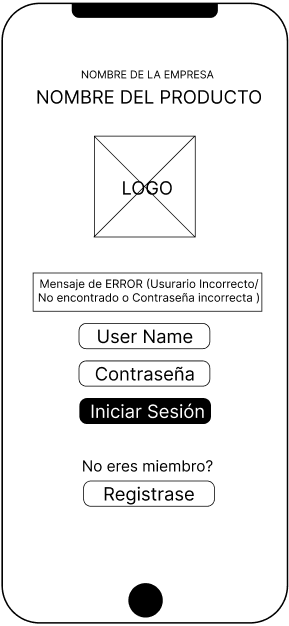 NOMBRE DE LA EMPRESA
NOMBRE DEL PRODUCTO
LOGO
Mensaje de ERROR (Usurario Incorrecto/
No encontrado o Contraseña incorrecta )
User Name
Contraseña
Iniciar Sesión
No eres miembro?
Registrase